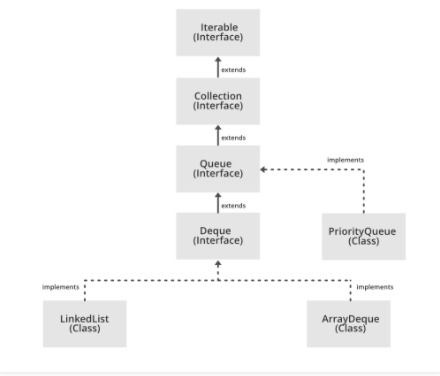 Iterable
(Interface)
extends
Collection
(Interface)
extends
implements
Queue
(Interface)
extends
Deque
(Interface)
PriorityQueue
(Class)
implements
implements
LinkedList
(Class)
ArrayDeque
(Class)